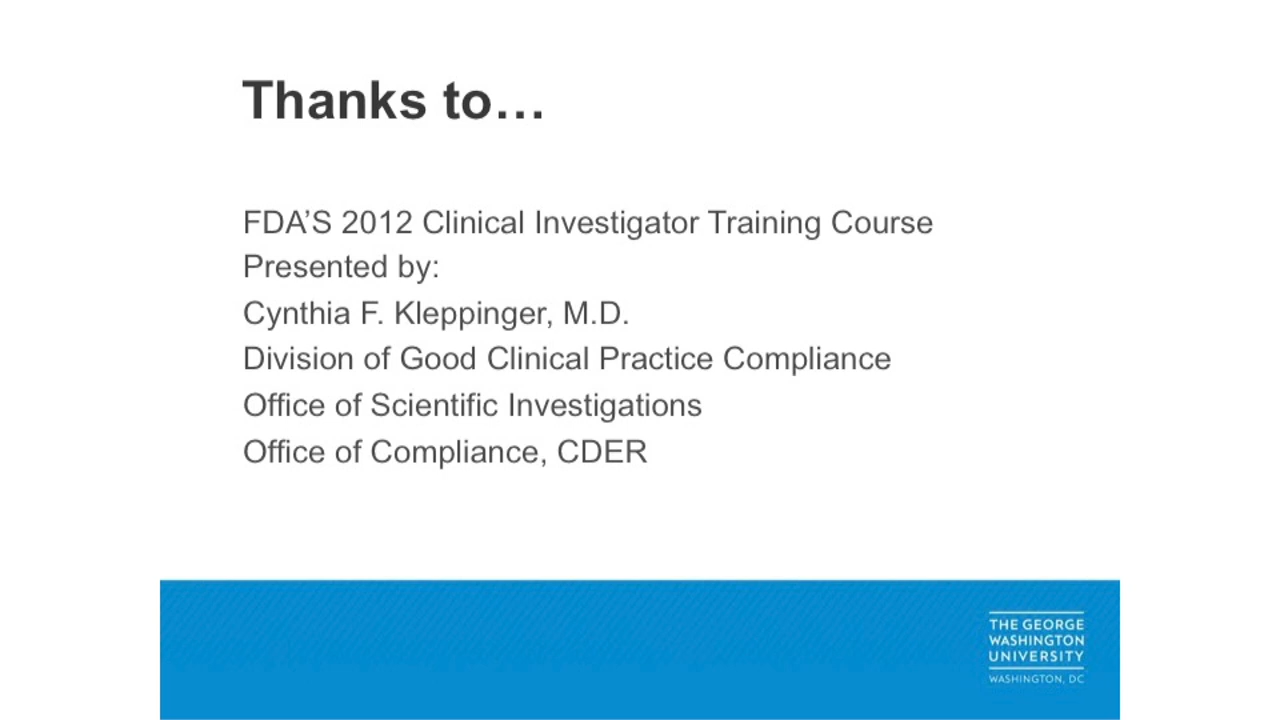 Thanks to…
FDA’S 2012 Clinical Investigator Training Course
Presented by:
Cynthia F. Kleppinger, M.D.
Division of Good Clinical Practice Compliance
Office of Scientific Investigations
Office of Compliance, CDER
THE GEORGE
WASHINGTON
UNIVERSITY
WASHINGTON, DC